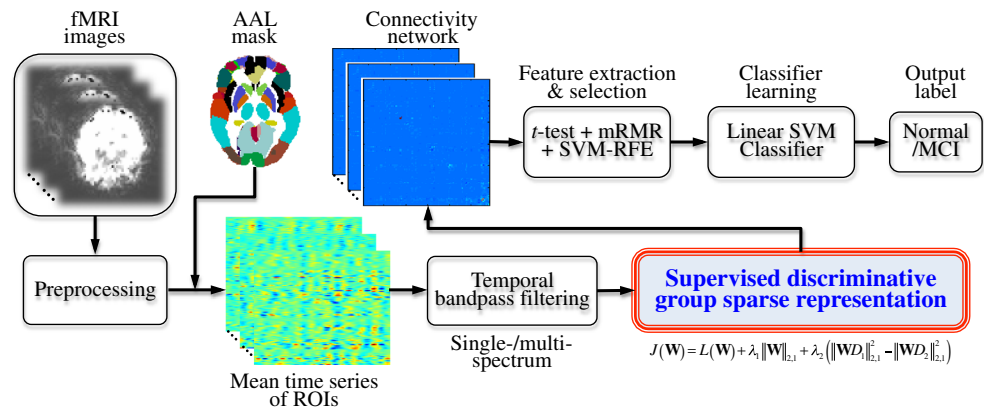 fMRI
images
AAL
mask
Connectivity
network
Feature extraction
& selection
Classifier
learning
Output
label
t-test + mRMR
+ SVM-RFE
Linear SVM
Classifier
Normal
/MCI
Preprocessing
Temporal
bandpass filtering
Supervised discriminative
group sparse representation
Single-/multi-
spectrum
J(W) = L(W) + λ₁‖W‖₂,₁ + λ₂(‖WD₁‖²₂,₁ - ‖WD₂‖²₂,₁)
Mean time series
of ROIs